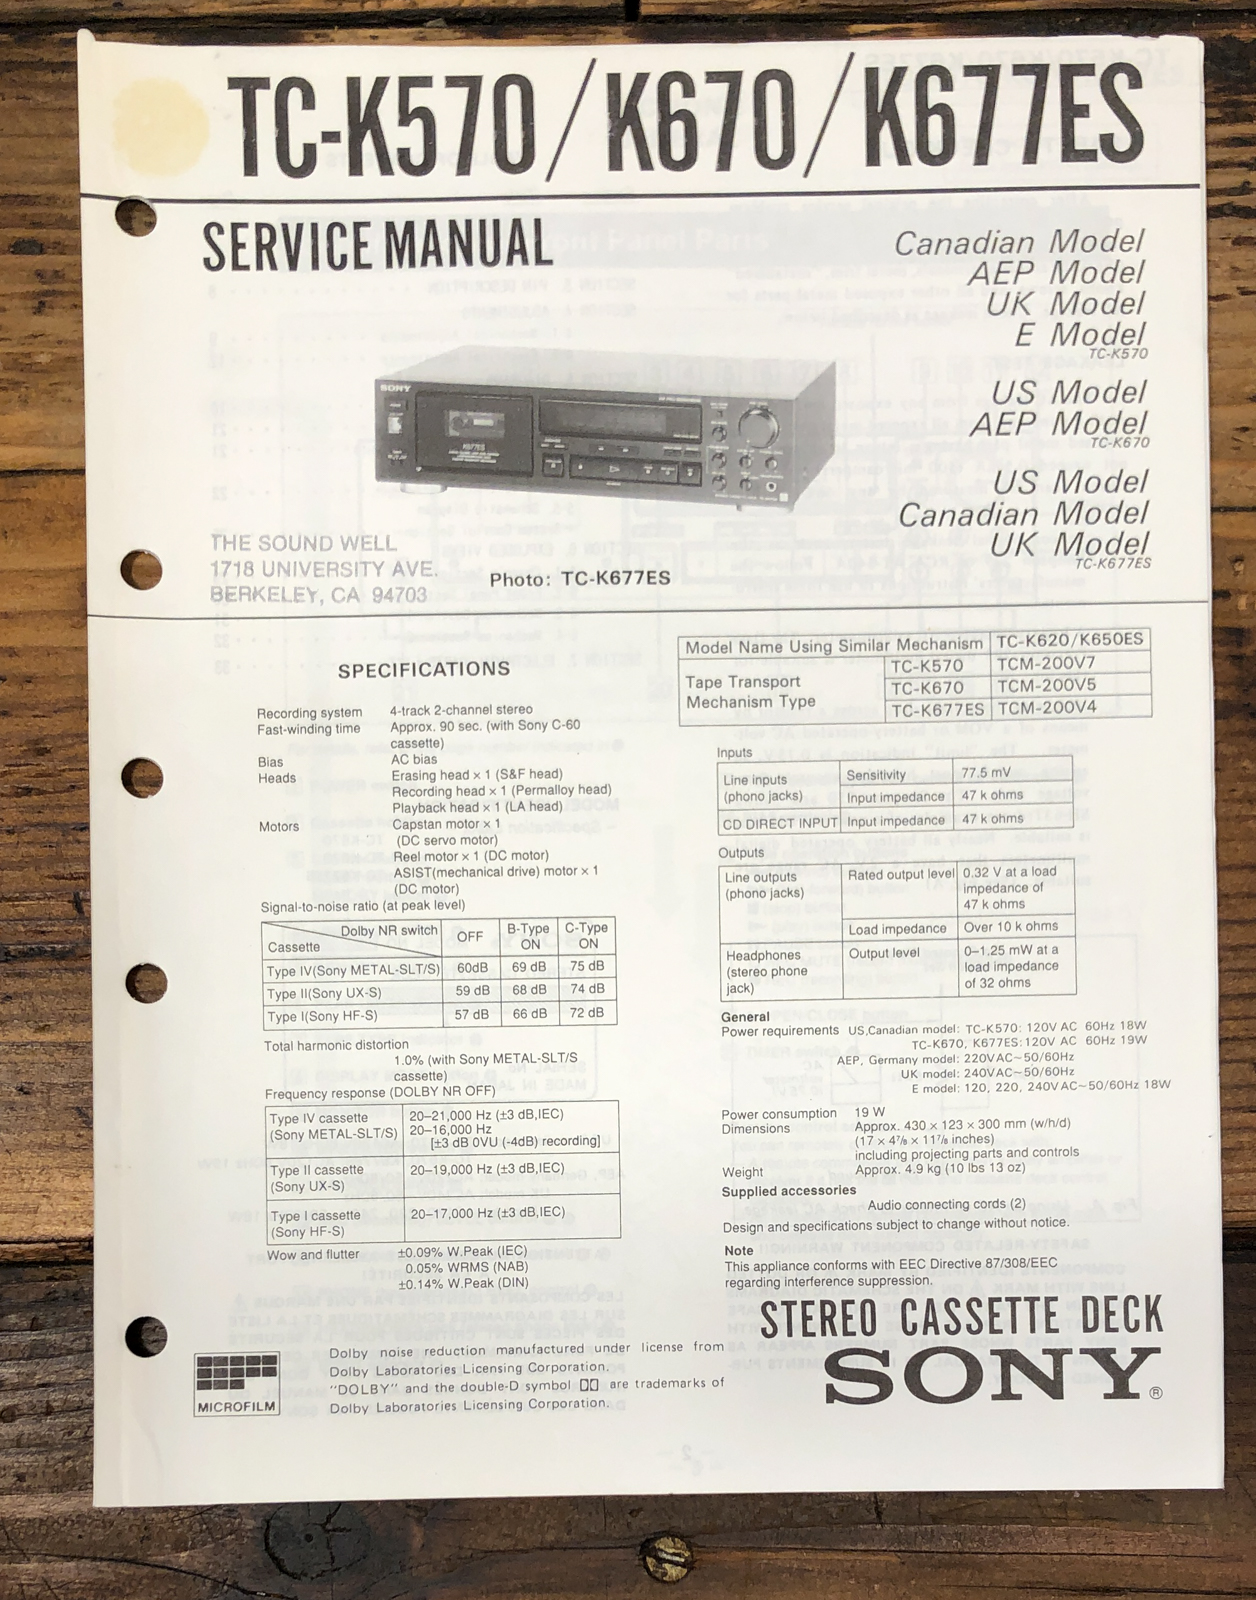 TC-K570/K670/K677ES
SERVICE MANUAL
Canadian Model
AEP Model
UK Model
E Model
TC-K570
US Model
AEP Model
TC-K670
US Model
Canadian Model
UK Model
TC-K677ES
SONY
K677ES
THE SOUND WELL
1718 UNIVERSITY AVE.
BERKELEY, CA 94703
Photo: TC-K677ES
Model Name Using Similar Mechanism TC-K620/K650ES
Tape Transport Mechanism Type
TC-K570 TCM-200V7
TC-K670 TCM-200V5
TC-K677ES TCM-200V4
SPECIFICATIONS
Recording system 4-track 2-channel stereo
Fast-winding time Approx. 90 sec. (with Sony C-60
cassette)
Bias AC bias
Heads Erasing head × 1 (S&F head)
Recording head × 1 (Permalloy head)
Playback head × 1 (LA head)
Motors Capstan motor × 1
(DC servo motor)
Reel motor × 1 (DC motor)
ASIST(mechanical drive) motor × 1
(DC motor)
Signal-to-noise ratio (at peak level)
Dolby NR switch
Cassette
OFF B-Type ON C-Type ON
Type IV(Sony METAL-SLT/S) 60dB 69 dB 75 dB
Type II(Sony UX-S) 59 dB 68 dB 74 dB
Type I(Sony HF-S) 57 dB 66 dB 72 dB
Total harmonic distortion
1.0% (with Sony METAL-SLT/S
cassette)
Frequency response (DOLBY NR OFF)
Type IV cassette 20–21,000 Hz (±3 dB,IEC)
(Sony METAL-SLT/S) 20–16,000 Hz
[±3 dB 0VU (-4dB) recording]
Type II cassette 20–19,000 Hz (±3 dB,IEC)
(Sony UX-S)
Type I cassette 20–17,000 Hz (±3 dB,IEC)
(Sony HF-S)
Wow and flutter ±0.09% W.Peak (IEC)
0.05% WRMS (NAB)
±0.14% W.Peak (DIN)
Inputs
Line inputs Sensitivity 77.5 mV
(phono jacks) Input impedance 47 k ohms
CD DIRECT INPUT Input impedance 47 k ohms
Outputs
Line outputs Rated output level 0.32 V at a load
(phono jacks) impedance of
47 k ohms
Load impedance Over 10 k ohms
Headphones Output level 0–1.25 mW at a
(stereo phone load impedance
jack) of 32 ohms
General
Power requirements US,Canadian model: TC-K570: 120V AC 60Hz 18W
TC-K670, K677ES:120V AC 60Hz 19W
AEP, Germany model: 220VAC~50/60Hz
UK model: 240VAC~50/60Hz
E model: 120, 220, 240VAC~50/60Hz 18W
Power consumption 19 W
Dimensions Approx. 430 × 123 × 300 mm (w/h/d)
(17 × 4⅞ × 11⅞ inches)
including projecting parts and controls
Weight Approx. 4.9 kg (10 lbs 13 oz)
Supplied accessories
Audio connecting cords (2)
Design and specifications subject to change without notice.
Note
This appliance conforms with EEC Directive 87/308/EEC
regarding interference suppression.
STEREO CASSETTE DECK
SONY®
MICROFILM
Dolby noise reduction manufactured under license from
Dolby Laboratories Licensing Corporation.
"DOLBY" and the double-D symbol are trademarks of
Dolby Laboratories Licensing Corporation.